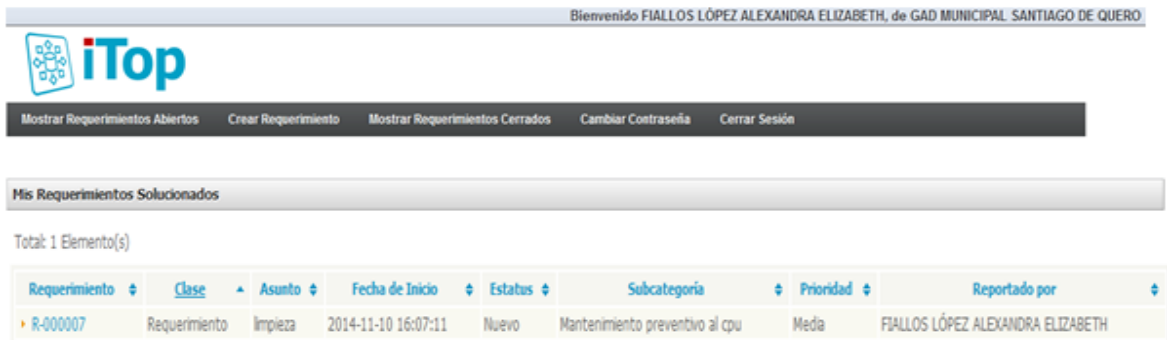 Bienvenido FIALLOS LÓPEZ ALEXANDRA ELIZABETH, de GAD MUNICIPAL SANTIAGO DE QUERO
iTop
Mostrar Requerimientos Abiertos Crear Requerimiento Mostrar Requerimientos Cerrados Cambiar Contraseña Cerrar Sesión
Mis Requerimientos Solucionados
Total: 1 Elemento(s)
Requerimiento Clase Asunto Fecha de Inicio Estatus Subcategoría Prioridad Reportado por
R-000007 Requerimiento limpieza 2014-11-10 16:07:11 Nuevo Mantenimiento preventivo al cpu Media FIALLOS LÓPEZ ALEXANDRA ELIZABETH